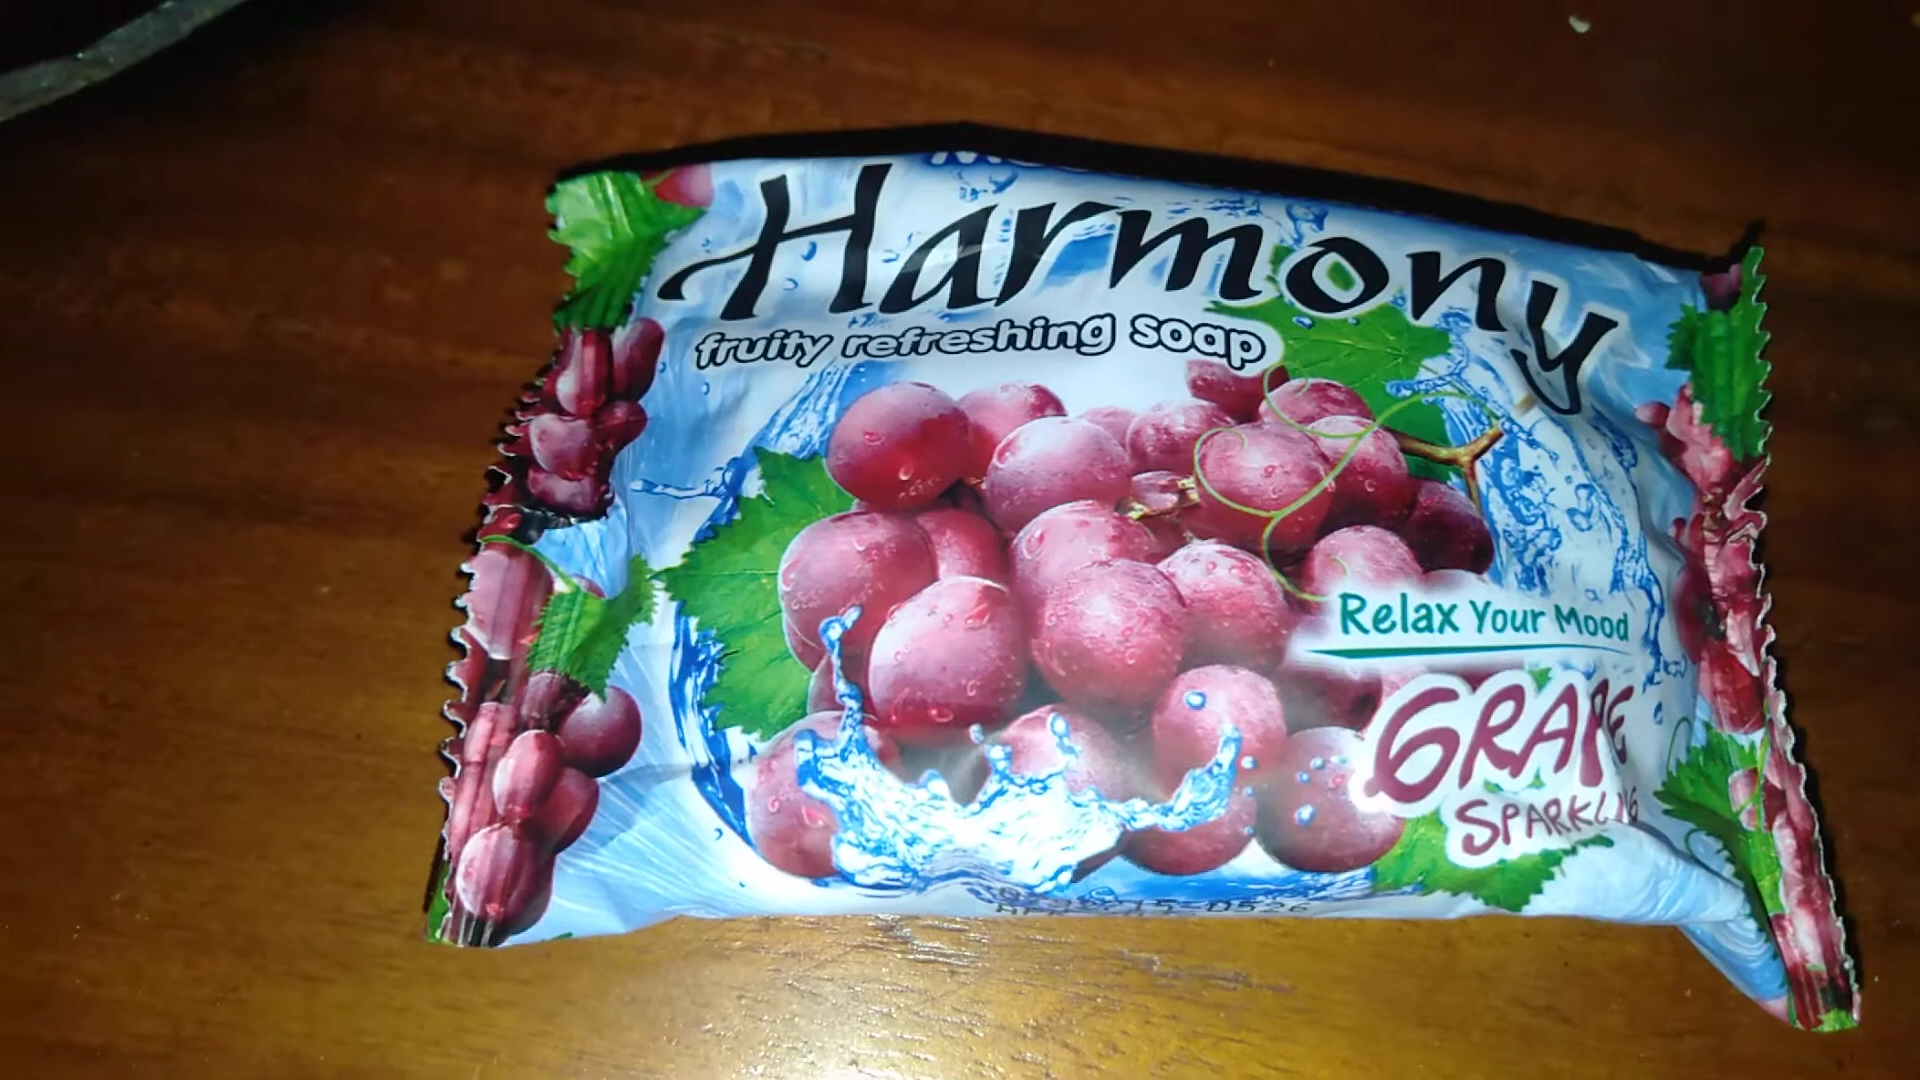 Harmony
fruity refreshing soap
Relax Your Mood
GRAPE
SPARKLING